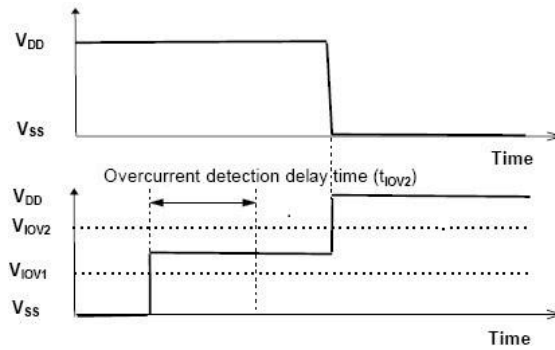 VDD
VSS
Time
Overcurrent detection delay time (tIOV2)
VDD
VIOV2
VIOV1
VSS
Time